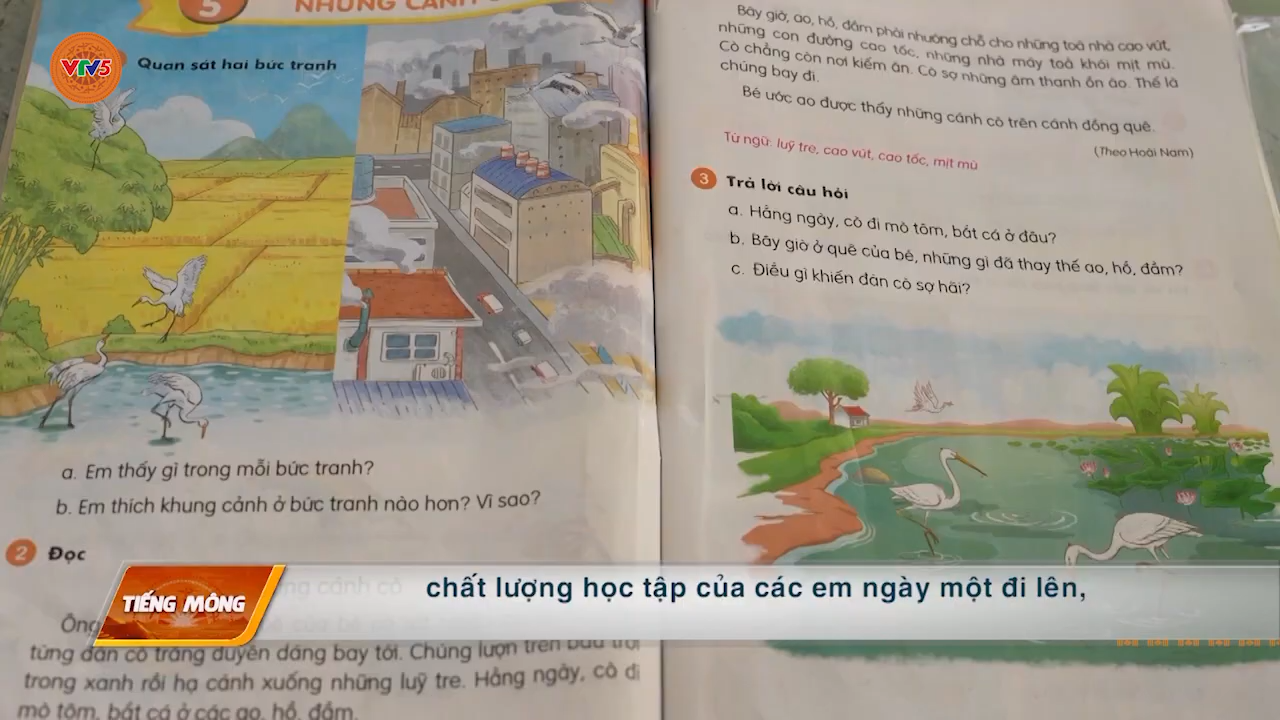 5
NHỮNG CÁNH
VTV5
Quan sát hai bức tranh
a. Em thấy gì trong mỗi bức tranh?
b. Em thích khung cảnh ở bức tranh nào hơn? Vì sao?
2 Đọc
Ông
từng đàn cò trắng duyên dáng bay tới. Chúng lượn trên bầu trời
trong xanh rồi hạ cánh xuống những luỹ tre. Hằng ngày, cò đi
mò tôm, bắt cá ở các ao, hồ, đầm.
Bây giờ, ao, hồ, đầm phải nhường chỗ cho những toà nhà cao vút,
những con đường cao tốc, những nhà máy toả khói mịt mù.
Cò chẳng còn nơi kiếm ăn. Cò sợ những âm thanh ồn ào. Thế là
chúng bay đi.
Bé ước ao được thấy những cánh cò trên cánh đồng quê.
(Theo Hoài Nam)
Từ ngữ: luỹ tre, cao vút, cao tốc, mịt mù
3 Trả lời câu hỏi
a. Hằng ngày, cò đi mò tôm, bắt cá ở đâu?
b. Bây giờ ở quê của bé, những gì đã thay thế ao, hồ, đầm?
c. Điều gì khiến đàn cò sợ hãi?
TIẾNG MÔNG
chất lượng học tập của các em ngày một đi lên,